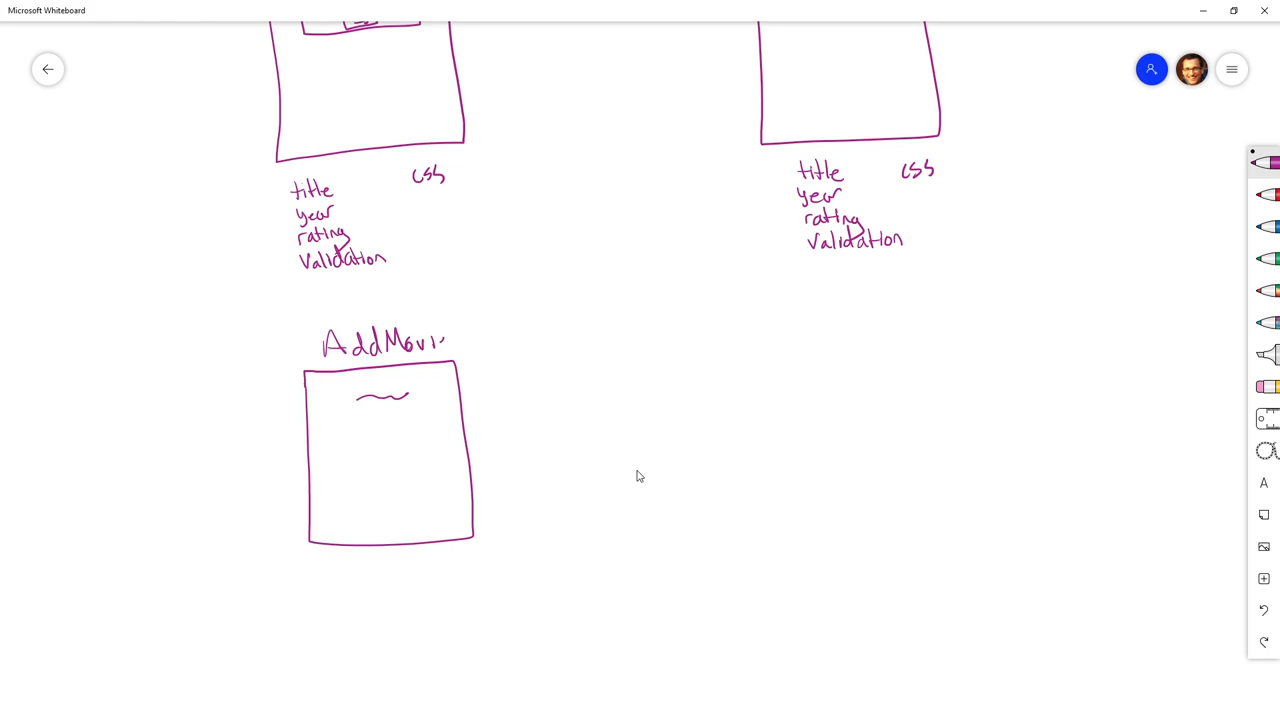 Microsoft Whiteboard
title css
year
rating
Validation
title css
year
rating
Validation
AddMovi
A